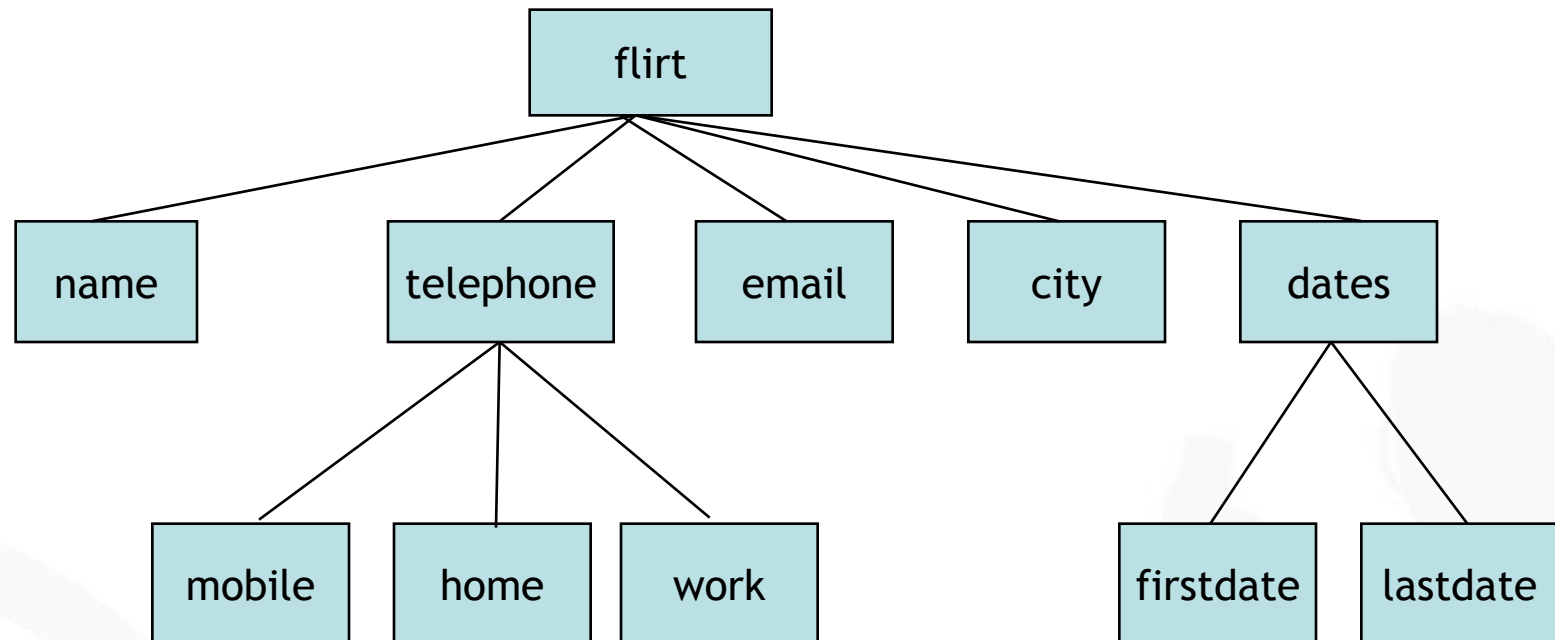 flirt
name
telephone
email
city
dates
mobile
home
work
firstdate
lastdate